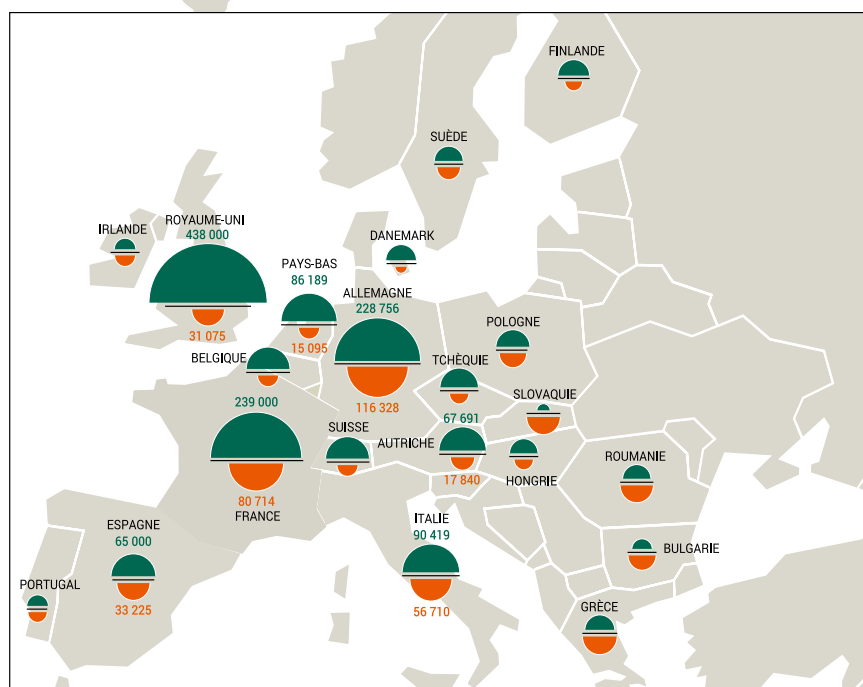 FINLANDE
SUÈDE
IRLANDE
ROYAUME-UNI
438 000
31 075
DANEMARK
PAYS-BAS
86 189
15 095
ALLEMAGNE
228 756
116 328
POLOGNE
BELGIQUE
TCHÈQUIE
SLOVAQUIE
239 000
80 714
FRANCE
SUISSE
67 691
AUTRICHE
17 840
HONGRIE
ROUMANIE
ESPAGNE
65 000
33 225
ITALIE
90 419
56 710
BULGARIE
PORTUGAL
GRÈCE